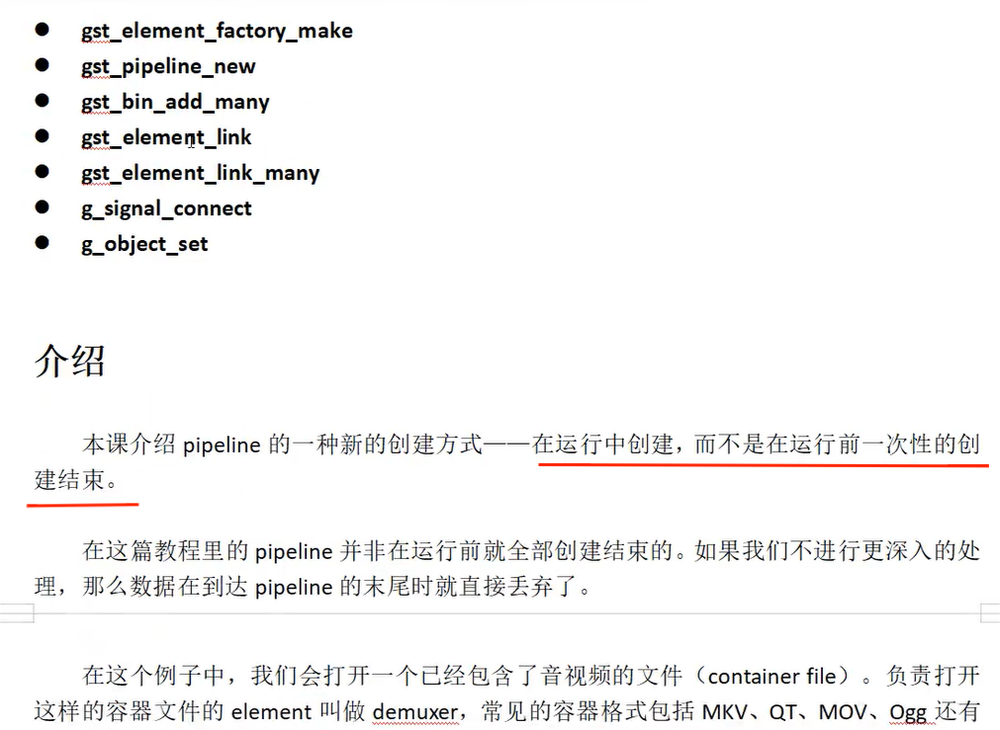 ● gst_element_factory_make
● gst_pipeline_new
● gst_bin_add_many
● gst_element_link
● gst_element_link_many
● g_signal_connect
● g_object_set
介绍
本课介绍 pipeline 的一种新的创建方式——在运行中创建，而不是在运行前一次性的创
建结束。
在这篇教程里的 pipeline 并非在运行前就全部创建结束的。如果我们不进行更深入的处
理，那么数据在到达 pipeline 的末尾时就直接丢弃了。
在这个例子中，我们会打开一个已经包含了音视频的文件（container file）。负责打开
这样的容器文件的 element 叫做 demuxer，常见的容器格式包括 MKV、QT、MOV、Ogg 还有